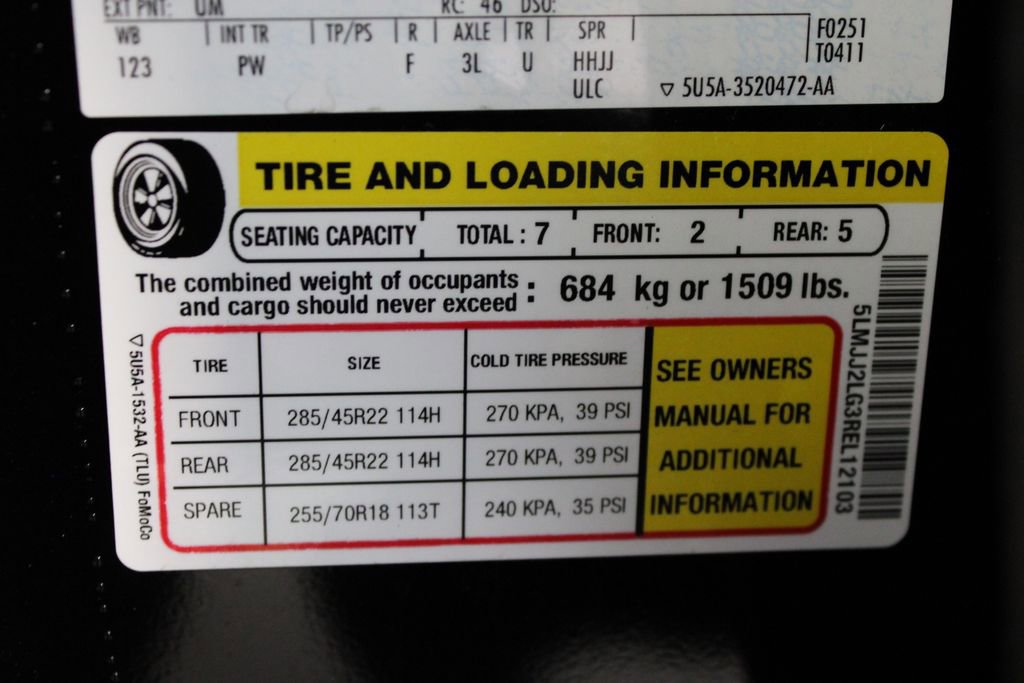 EXT PNT: UM RC: 46 DSO:
WB | INT TR | TP/PS | R | AXLE | TR | SPR | F0251
T0411
123 PW F 3L U HHJJ
ULC ▽ 5U5A-3520472-AA
TIRE AND LOADING INFORMATION
SEATING CAPACITY TOTAL : 7 FRONT: 2 REAR: 5
The combined weight of occupants
and cargo should never exceed : 684 kg or 1509 lbs.
TIRE SIZE COLD TIRE PRESSURE
FRONT 285/45R22 114H 270 KPA, 39 PSI
REAR 285/45R22 114H 270 KPA, 39 PSI
SPARE 255/70R18 113T 240 KPA, 35 PSI
SEE OWNERS
MANUAL FOR
ADDITIONAL
INFORMATION
▽5U5A-1532-AA (TLU) FoMoCo
5LMJJ2LG3REL12103